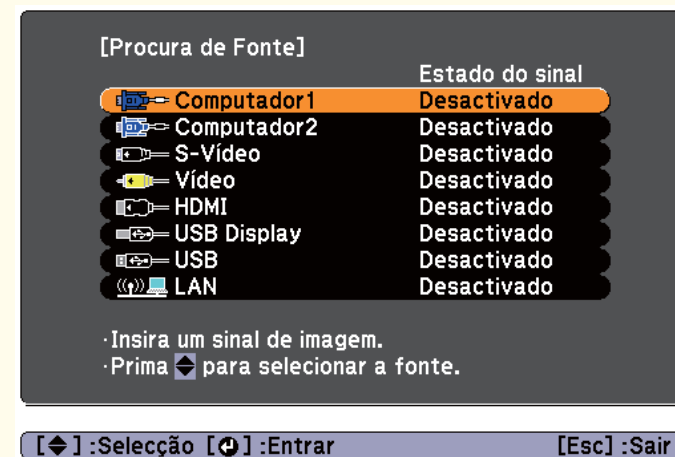 [Procura de Fonte]
Estado do sinal
Computador1 Desactivado
Computador2 Desactivado
S-Vídeo Desactivado
Vídeo Desactivado
HDMI Desactivado
USB Display Desactivado
USB Desactivado
LAN Desactivado
·Insira um sinal de imagem.
·Prima para selecionar a fonte.
[ ] :Selecção [ ] :Entrar [Esc] :Sair